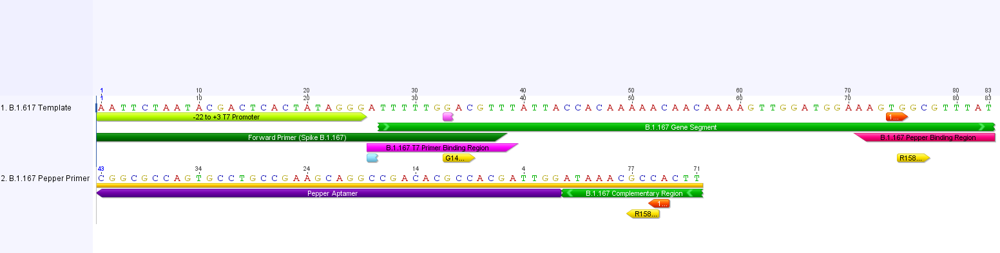 1 10 20 30 40 50 60 70 80 83
1 10 20 30 40 50 60 70 80 83
1. B.1.617 Template AATTCTAATACGACTCACTATAGGGATTTTTGGACGTTTATTACCACAAAAACAACAAAAGTTGGATGGAAAGTGGCGTTTAT
-22 to +3 T7 Promoter 1...
B.1.167 Gene Segment
Forward Primer (Spike B.1.167) B.1.167 Pepper Binding Region
B.1.167 T7 Primer Binding Region
G14... R158...
43 34 24 14 4 77 71
2. B.1.167 Pepper Primer CGGCGCCAGTGCCTGCCGAAGCAGGCCGACACGCCACGATTGGATAAACGCCACTT
Pepper Aptamer B.1.167 Complementary Region
1...
R158...